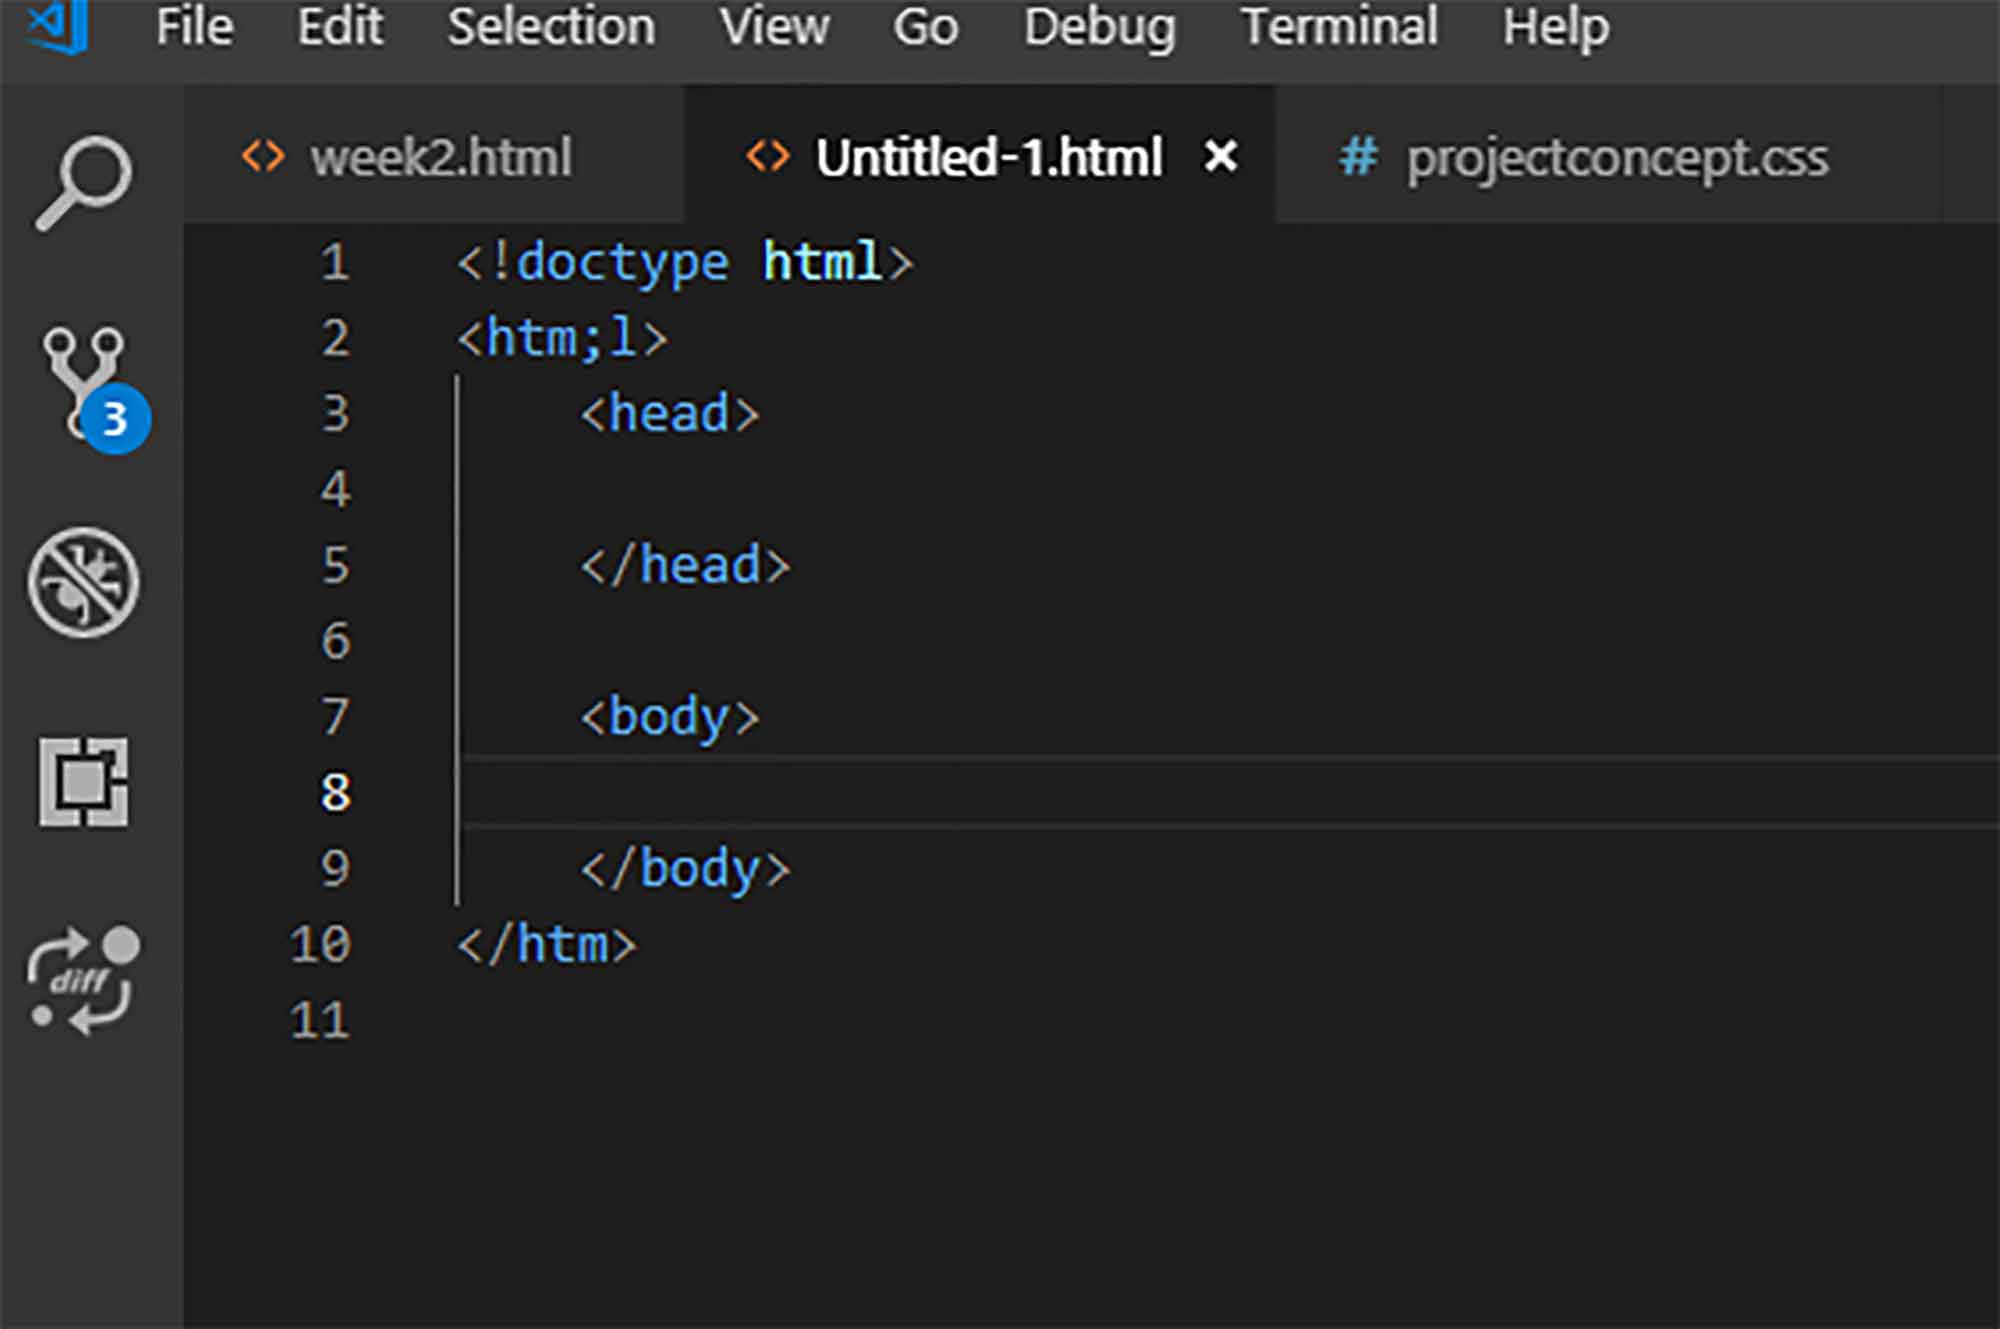 File Edit Selection View Go Debug Terminal Help
<> week2.html <> Untitled-1.html × # projectconcept.css
1 <!doctype html>
2 <htm;l>
3 <head>
4
5 </head>
6
7 <body>
8
9 </body>
10 </htm>
11
3
diff